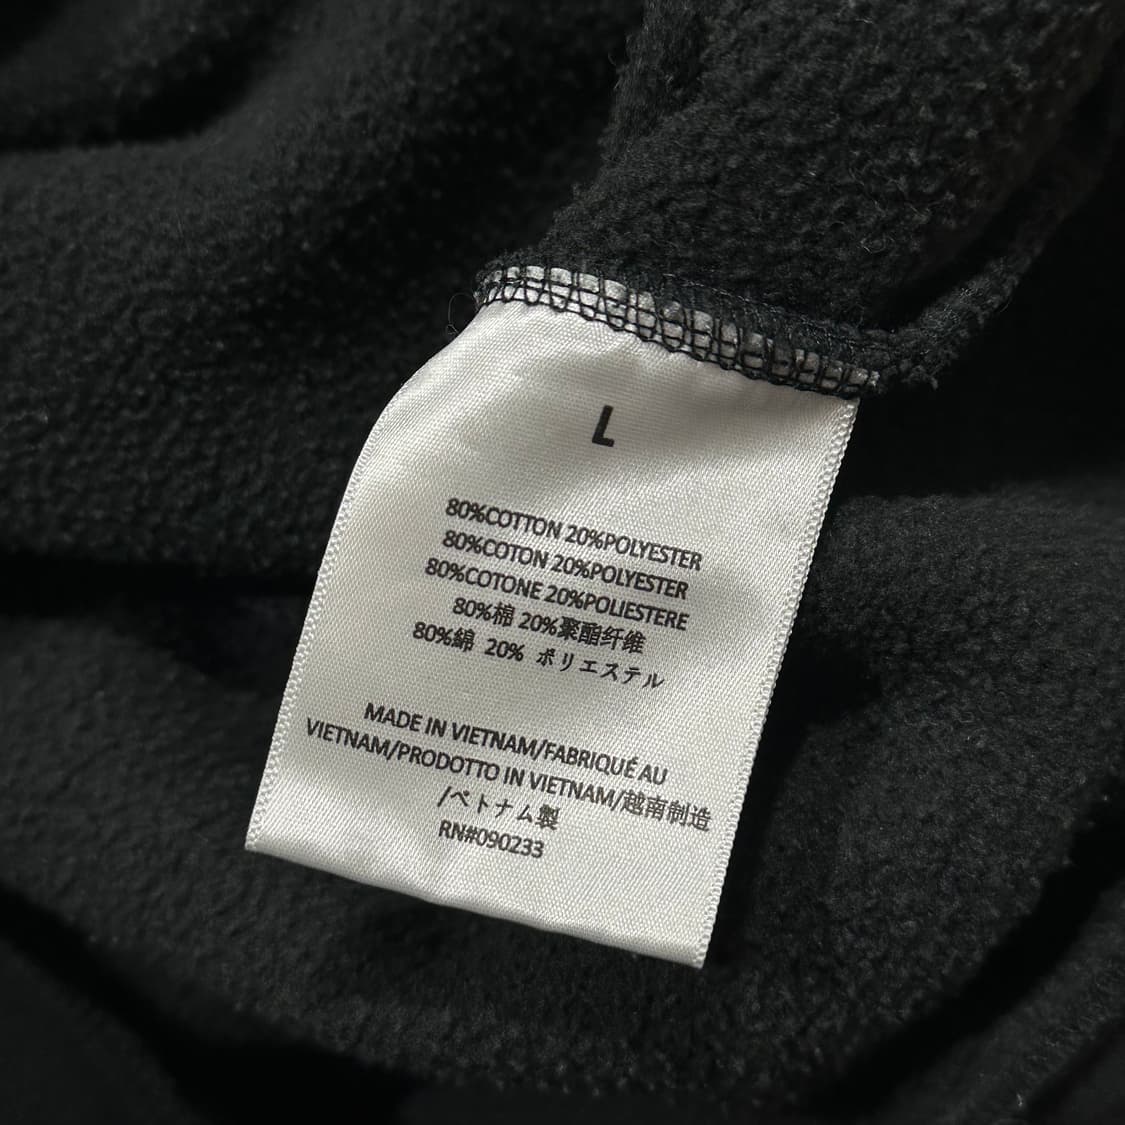 L
80%COTTON 20%POLYESTER
80%COTON 20%POLYESTER
80%COTONE 20%POLIESTERE
80%棉 20%聚酯纤维
80%綿 20% ポリエステル
MADE IN VIETNAM/FABRIQUÉ AU
VIETNAM/PRODOTTO IN VIETNAM/越南制造
/ベトナム製
RN#090233